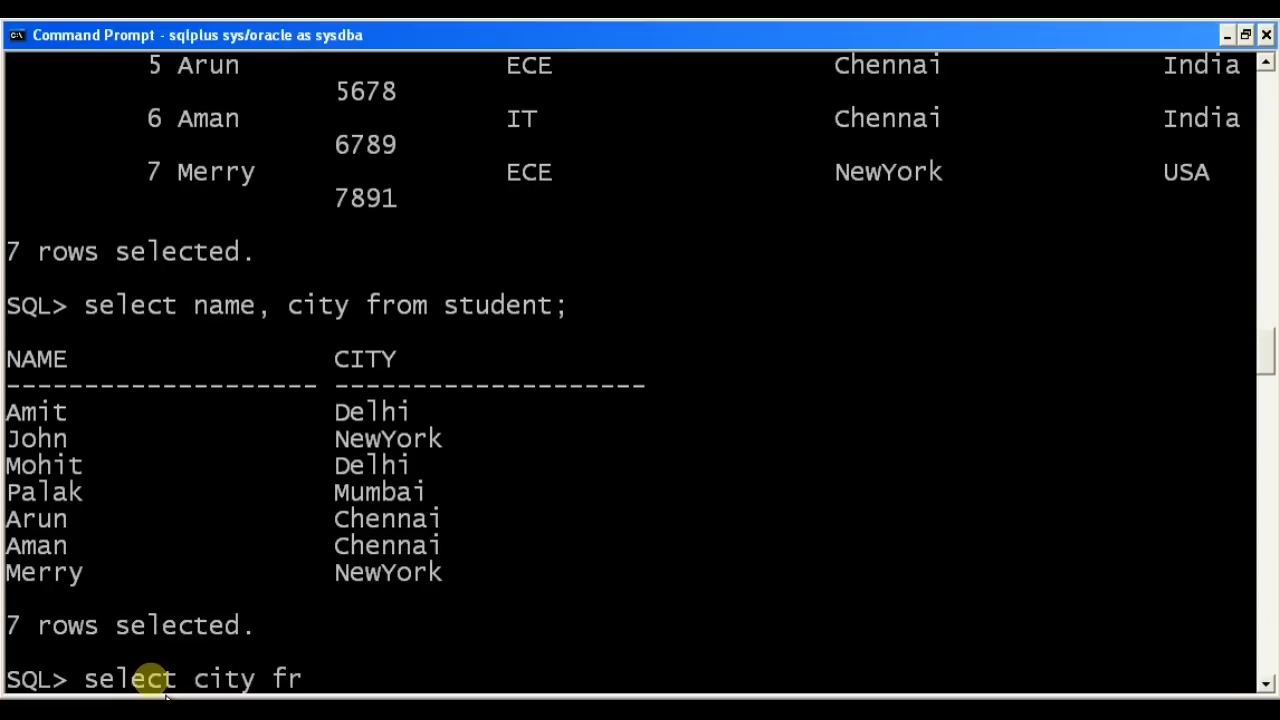 Command Prompt - sqlplus sys/oracle as sysdba
5 Arun ECE Chennai India
5678
6 Aman IT Chennai India
6789
7 Merry ECE NewYork USA
7891
7 rows selected.
SQL> select name, city from student;
NAME CITY
-------------------- --------------------
Amit Delhi
John NewYork
Mohit Delhi
Palak Mumbai
Arun Chennai
Aman Chennai
Merry NewYork
7 rows selected.
SQL> select city fr